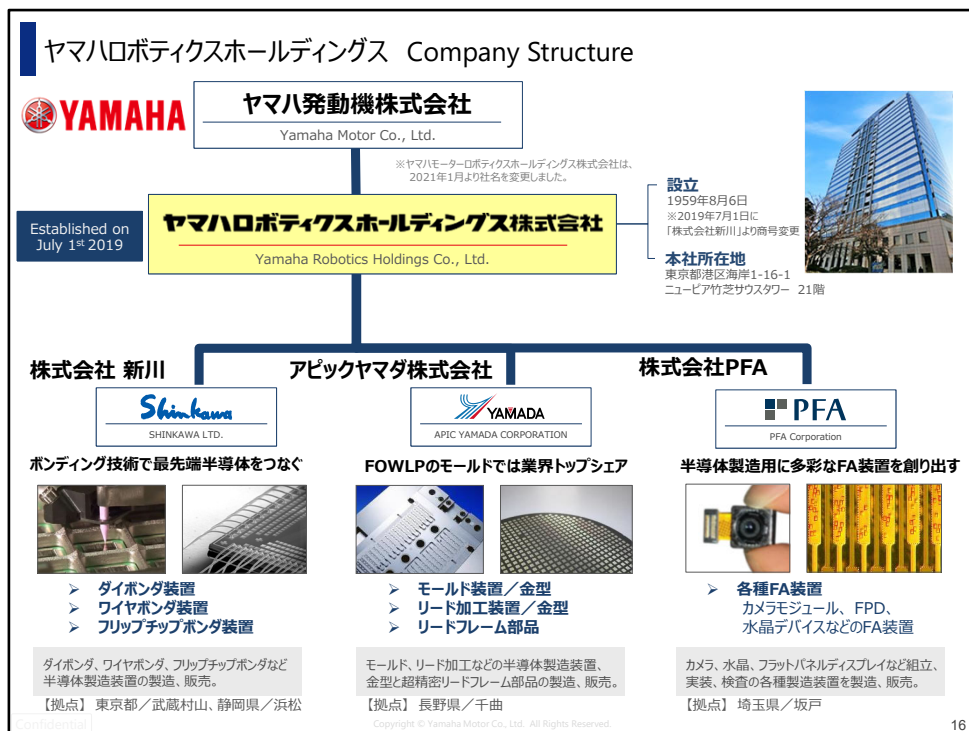 ヤマハロボティクスホールディングス Company Structure
YAMAHA
ヤマハ発動機株式会社
Yamaha Motor Co., Ltd.
※ヤマハモーターロボティクスホールディングス株式会社は、
2021年1月より社名を変更しました。
Established on
July 1st 2019
ヤマハロボティクスホールディングス株式会社
Yamaha Robotics Holdings Co., Ltd.
設立
1959年8月6日
※2019年7月1日に
「株式会社新川」より商号変更
本社所在地
東京都港区海岸1-16-1
ニューピア竹芝サウスタワー 21階
株式会社 新川
Shinkawa
SHINKAWA LTD.
ボンディング技術で最先端半導体をつなぐ
➢ ダイボンダ装置
➢ ワイヤボンダ装置
➢ フリップチップボンダ装置
ダイボンダ、ワイヤボンダ、フリップチップボンダなど
半導体製造装置の製造、販売。
【拠点】 東京都／武蔵村山、静岡県／浜松
アピックヤマダ株式会社
YAMADA
APIC YAMADA CORPORATION
FOWLPのモールドでは業界トップシェア
➢ モールド装置／金型
➢ リード加工装置／金型
➢ リードフレーム部品
モールド、リード加工などの半導体製造装置、
金型と超精密リードフレーム部品の製造、販売。
【拠点】 長野県／千曲
株式会社PFA
PFA
PFA Corporation
半導体製造用に多彩なFA装置を創り出す
➢ 各種FA装置
カメラモジュール、FPD、
水晶デバイスなどのFA装置
カメラ、水晶、フラットパネルディスプレイなど組立、
実装、検査の各種製造装置を製造、販売。
【拠点】 埼玉県／坂戸
Confidential
Copyright © Yamaha Motor Co., Ltd. All Rights Reserved.
16